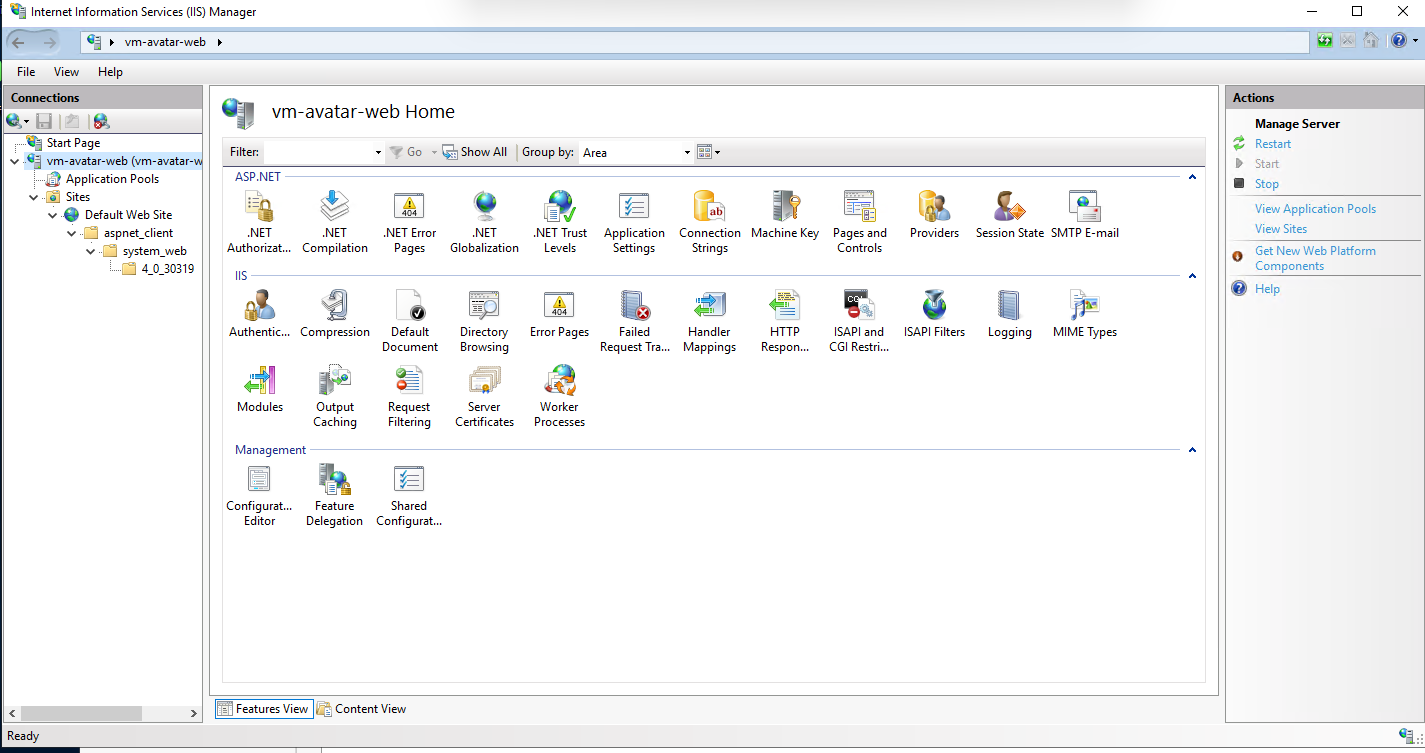 Internet Information Services (IIS) Manager
vm-avatar-web
File View Help
Connections
Start Page
vm-avatar-web (vm-avatar-w
Application Pools
Sites
Default Web Site
aspnet_client
system_web
4_0_30319
vm-avatar-web Home
Filter: Go Show All Group by: Area
ASP.NET
.NET Authorizat...
.NET Compilation
.NET Error Pages
.NET Globalization
.NET Trust Levels
Application Settings
Connection Strings
Machine Key
Pages and Controls
Providers
Session State
SMTP E-mail
IIS
Authentic...
Compression
Default Document
Directory Browsing
Error Pages
Failed Request Tra...
Handler Mappings
HTTP Respon...
ISAPI and CGI Restri...
ISAPI Filters
Logging
MIME Types
Modules
Output Caching
Request Filtering
Server Certificates
Worker Processes
Management
Configurat... Editor
Feature Delegation
Shared Configurat...
Features View Content View
Actions
Manage Server
Restart
Start
Stop
View Application Pools
View Sites
Get New Web Platform
Components
Help
Ready